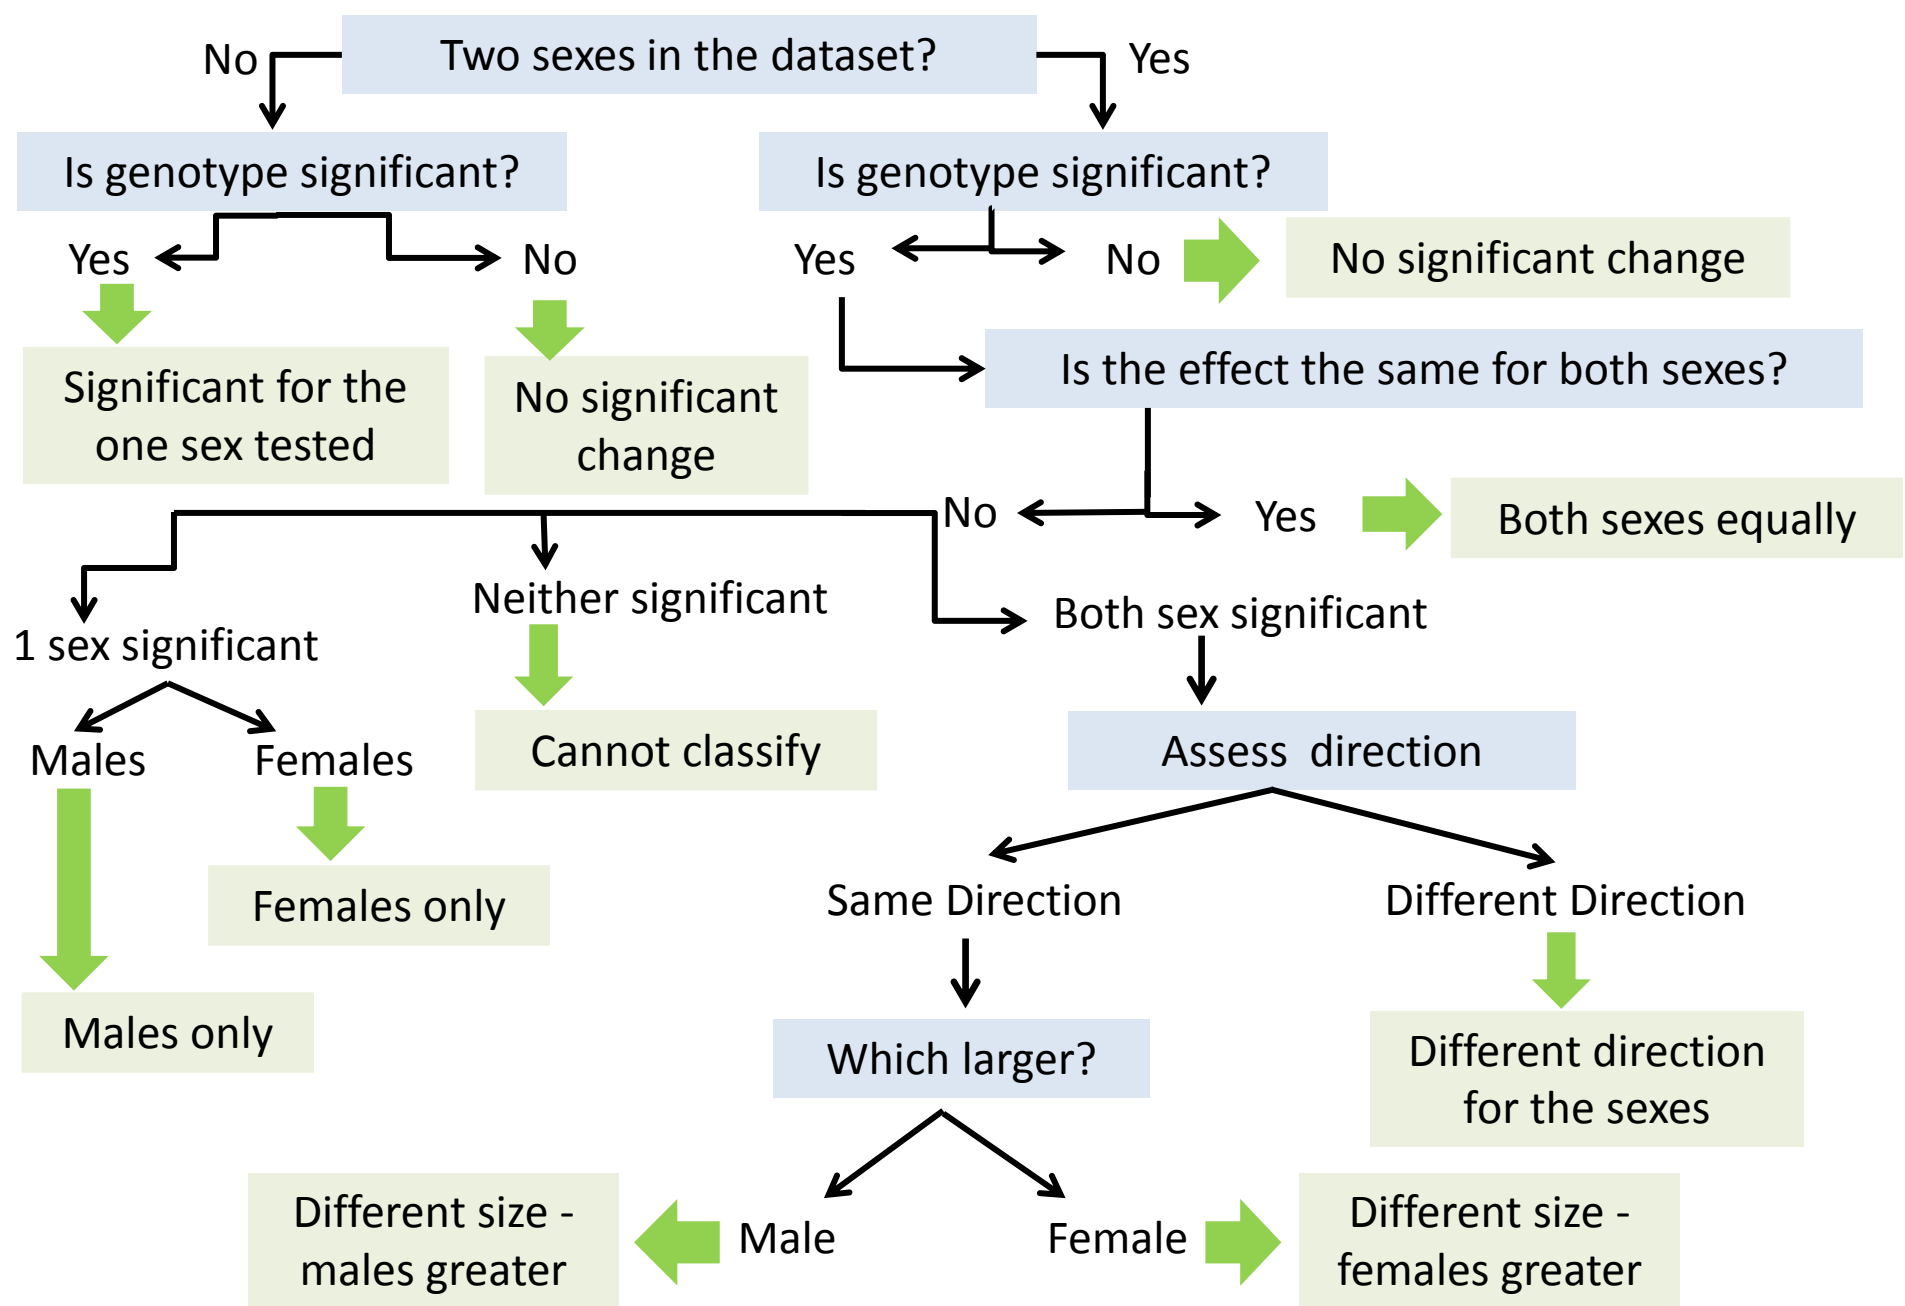 No
Two sexes in the dataset?
Yes
Is genotype significant?
Is genotype significant?
Yes
No
Yes
No
No significant change
Significant for the
one sex tested
No significant
change
Is the effect the same for both sexes?
No
Yes
Both sexes equally
1 sex significant
Neither significant
Both sex significant
Males
Females
Cannot classify
Assess  direction
Females only
Males only
Same Direction
Different Direction
Which larger?
Different direction
for the sexes
Different size -
males greater
Male
Female
Different size -
females greater